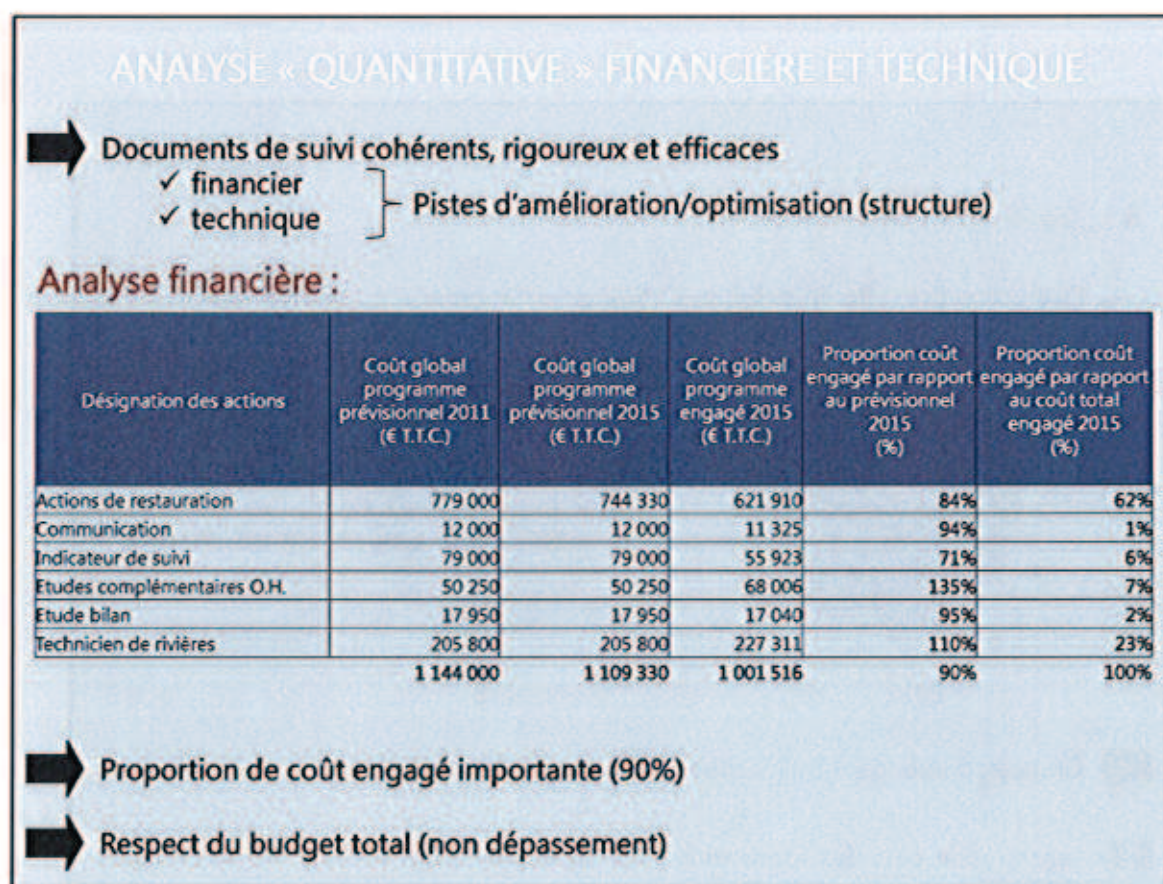 ANALYSE « QUANTITATIVE » FINANCIÈRE ET TECHNIQUE
Documents de suivi cohérents, rigoureux et efficaces
✓ financier
✓ technique
Pistes d'amélioration/optimisation (structure)
Analyse financière :
Désignation des actions | Coût global programme prévisionnel 2011 (€ T.T.C.) | Coût global programme prévisionnel 2015 (€ T.T.C.) | Coût global programme engagé 2015 (€ T.T.C.) | Proportion coût engagé par rapport au prévisionnel 2015 (%) | Proportion coût engagé par rapport au coût total engagé 2015 (%)
Actions de restauration 779 000 744 330 621 910 84% 62%
Communication 12 000 12 000 11 325 94% 1%
Indicateur de suivi 79 000 79 000 55 923 71% 6%
Etudes complémentaires O.H. 50 250 50 250 68 006 135% 7%
Etude bilan 17 950 17 950 17 040 95% 2%
Technicien de rivières 205 800 205 800 227 311 110% 23%
1 144 000 1 109 330 1 001 516 90% 100%
Proportion de coût engagé importante (90%)
Respect du budget total (non dépassement)